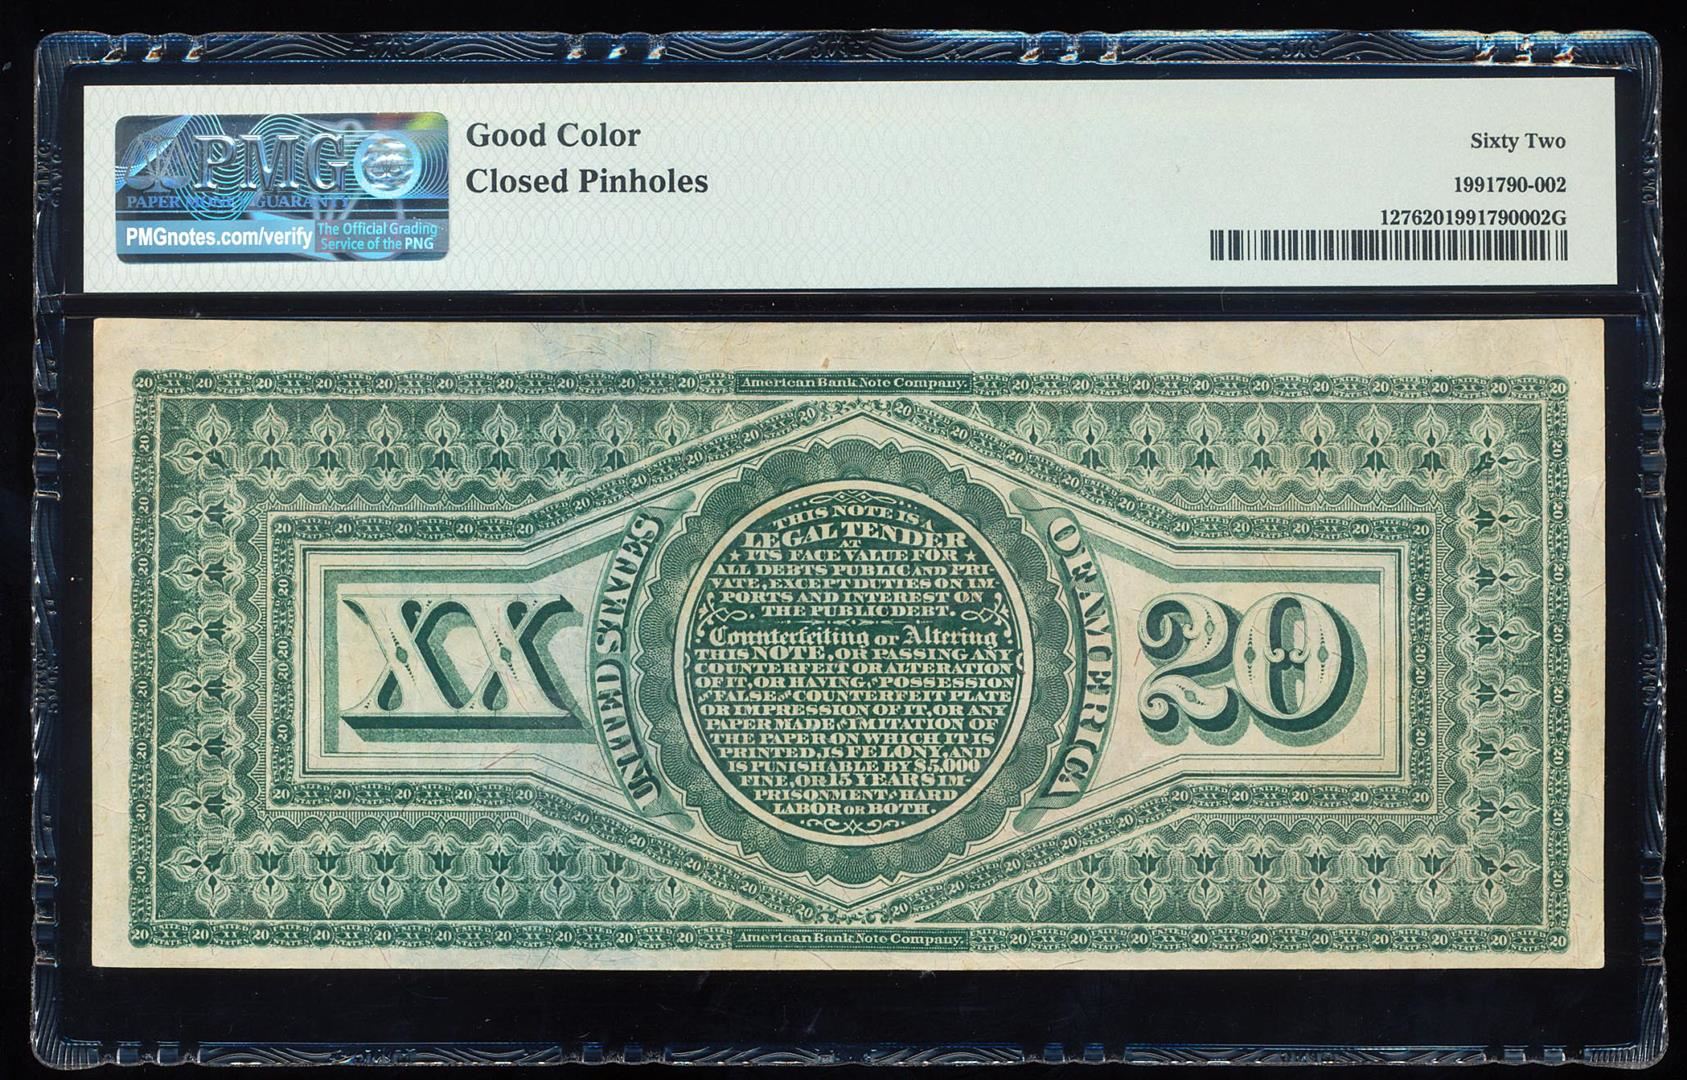 PMG
PAPER MONEY GUARANTY
PMGnotes.com/verify
The Official Grading
Service of the PNG
Good Color
Closed Pinholes
Sixty Two
1991790-002
1276201991790002G
American Bank Note Company.
THIS NOTE IS A
LEGAL TENDER
AT
ITS FACE VALUE FOR
ALL DEBTS PUBLIC AND PRI
VATE, EXCEPT DUTIES ON IM-
PORTS AND INTEREST ON
THE PUBLIC DEBT.
Counterfeiting or Altering
THIS NOTE, OR PASSING ANY
COUNTERFEIT OR ALTERATION
OF IT, OR HAVING IN POSSESSION
ANY FALSE OR COUNTERFEIT PLATE
OR IMPRESSION OF IT, OR ANY
PAPER MADE IN IMITATION OF
THE PAPER ON WHICH IT IS
PRINTED, IS FELONY, AND
IS PUNISHABLE BY $5,000
FINE, OR 15 YEARS IM-
PRISONMENT AT HARD
LABOR OR BOTH.
XX
UNITED STATES
OF AMERICA
20
American Bank Note Company.